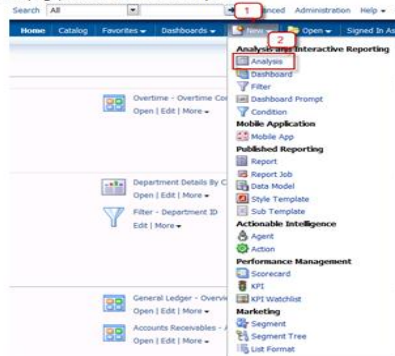 Search All Advanced Administration Help
1
Home Catalog Favorites Dashboards New Open Signed In As
2
Analysis and Interactive Reporting
Analysis
Dashboard
Filter
Dashboard Prompt
Condition
Mobile Application
Mobile App
Published Reporting
Report
Report Job
Data Model
Style Template
Sub Template
Actionable Intelligence
Agent
Action
Performance Management
Scorecard
KPI
KPI Watchlist
Marketing
Segment
Segment Tree
List Format
Overtime - Overtime Co
Open | Edit | More
Department Details By C
Open | Edit | More
Filter - Department ID
Edit | More
General Ledger - Overvi
Open | Edit | More
Accounts Receivables - A
Open | Edit | More